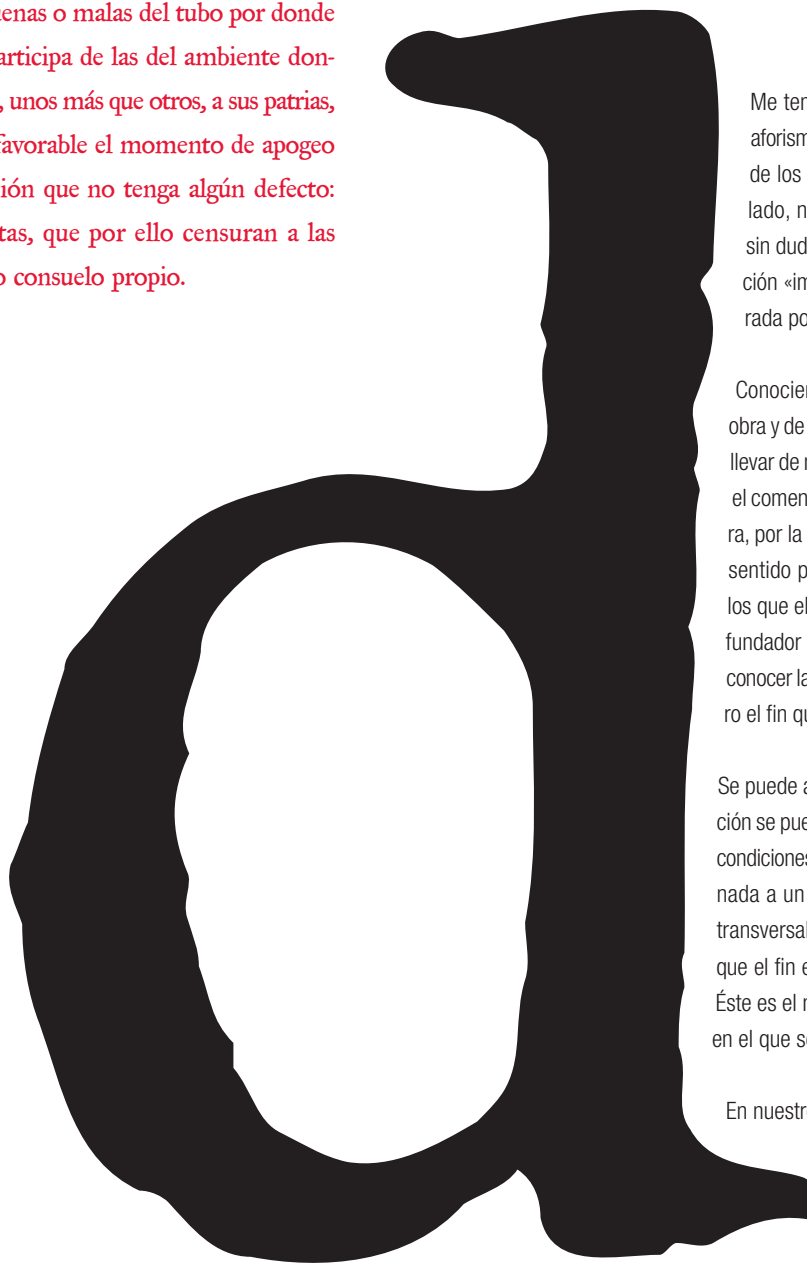 uenas o malas del tubo por donde
articipa de las del ambiente don-
, unos más que otros, a sus patrias,
favorable el momento de apogeo
ción que no tenga algún defecto:
tas, que por ello censuran a las
o consuelo propio.
d
Me ten
aforism
de los
lado, n
sin dud
ción «im
rada po
Conocien
obra y de
llevar de m
el comen
ra, por la
sentido p
los que el
fundador
conocer la
ro el fin qu
Se puede a
ción se pue
condiciones
nada a un
transversal
que el fin e
Éste es el m
en el que se
En nuestro